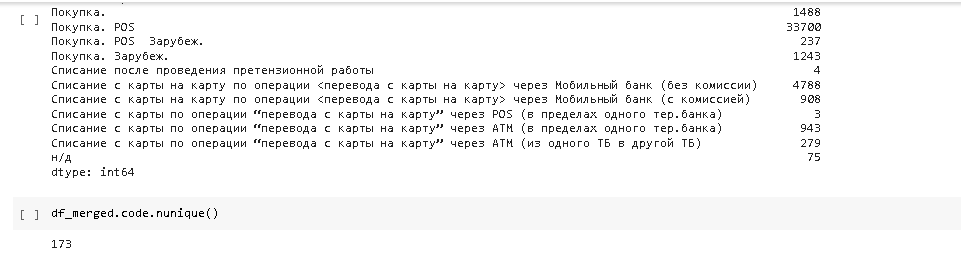 [ ] Покупка. 1488
Покупка. POS 33700
Покупка. POS  Зарубеж. 237
Покупка. Зарубеж. 1243
Списание после проведения претензионной работы 4
Списание с карты на карту по операции <перевода с карты на карту> через Мобильный банк (без комиссии) 4788
Списание с карты на карту по операции <перевода с карты на карту> через Мобильный банк (с комиссией) 908
Списание с карты по операции “перевода с карты на карту” через POS (в пределах одного тер.банка) 3
Списание с карты по операции “перевода с карты на карту” через ATM (в пределах одного тер.банка) 943
Списание с карты по операции “перевода с карты на карту” через ATM (из одного ТБ в другой ТБ) 279
н/д 75
dtype: int64
[ ] df_merged.code.nunique()
173